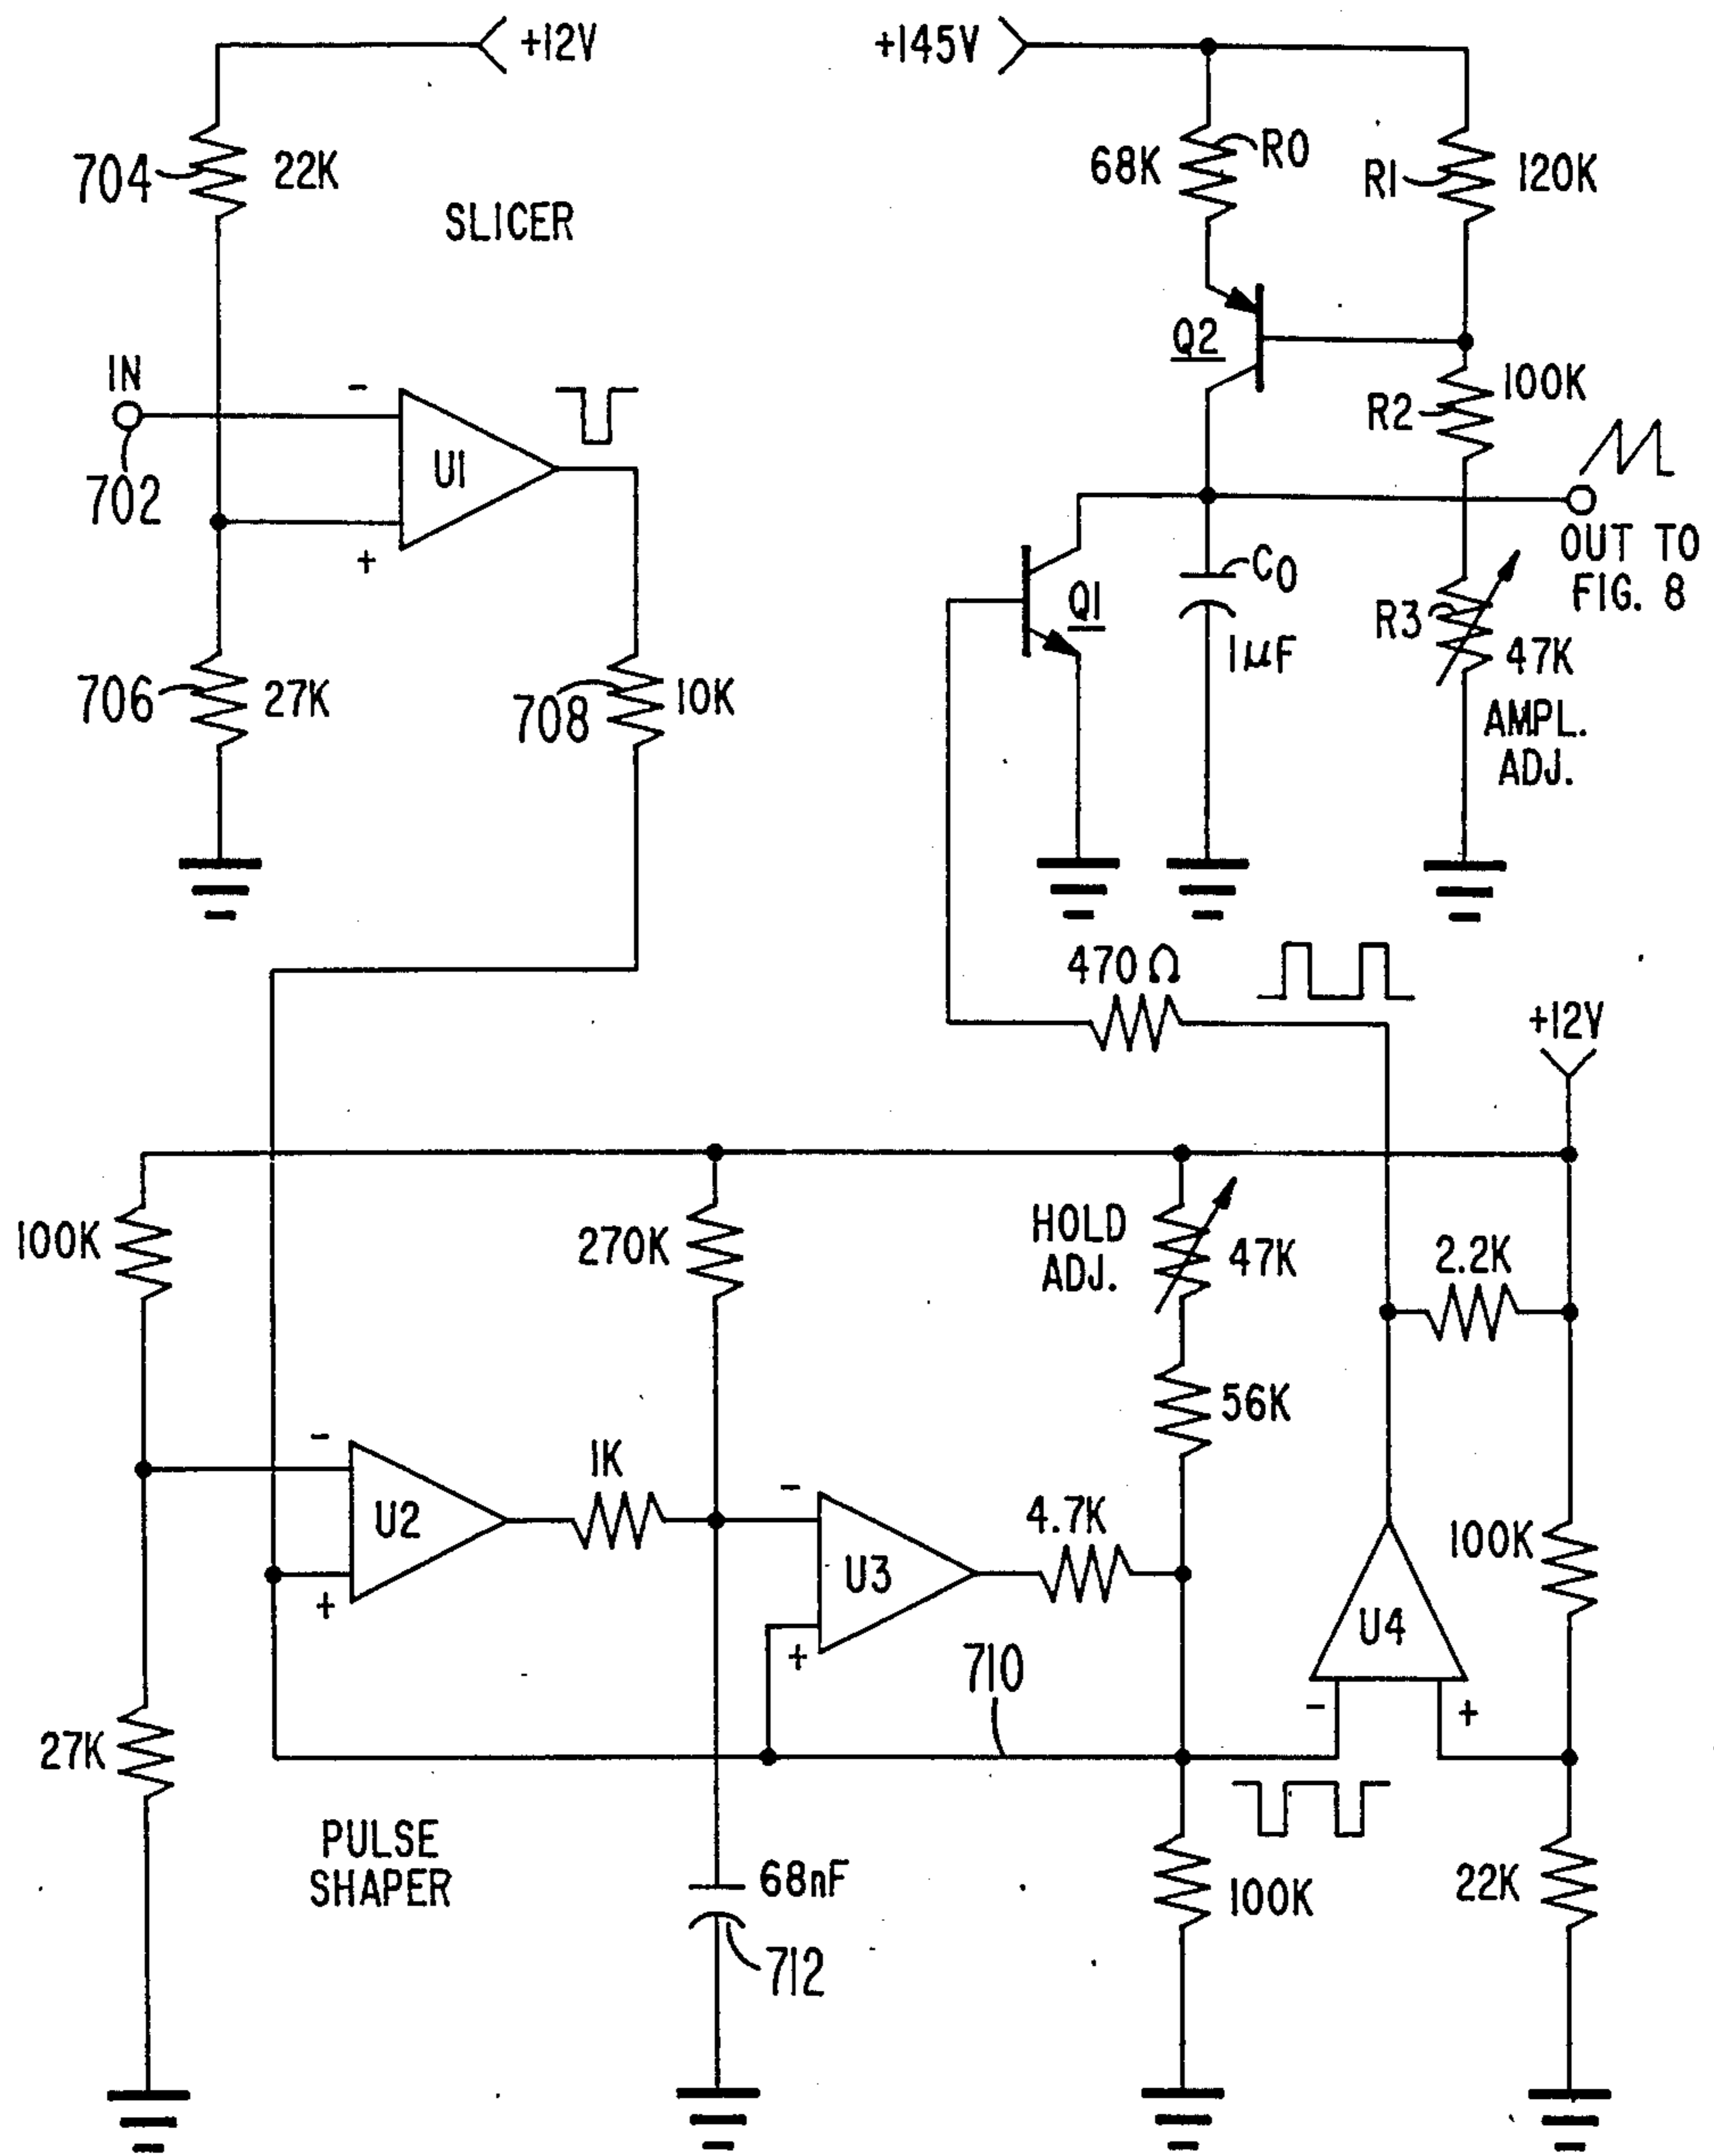 +12V
+145V
704
22K
SLICER
68K
R0
R1
120K
Q2
IN
-
702
U1
+
R2
100K
OUT TO
FIG. 8
706
27K
708
10K
Q1
C0
1μF
R3
47K
AMPL.
ADJ.
470 Ω
+12V
100K
270K
HOLD
ADJ.
47K
2.2K
56K
-
U2
+
1K
-
U3
+
4.7K
100K
U4
-
+
710
27K
PULSE
SHAPER
68nF
712
100K
22K